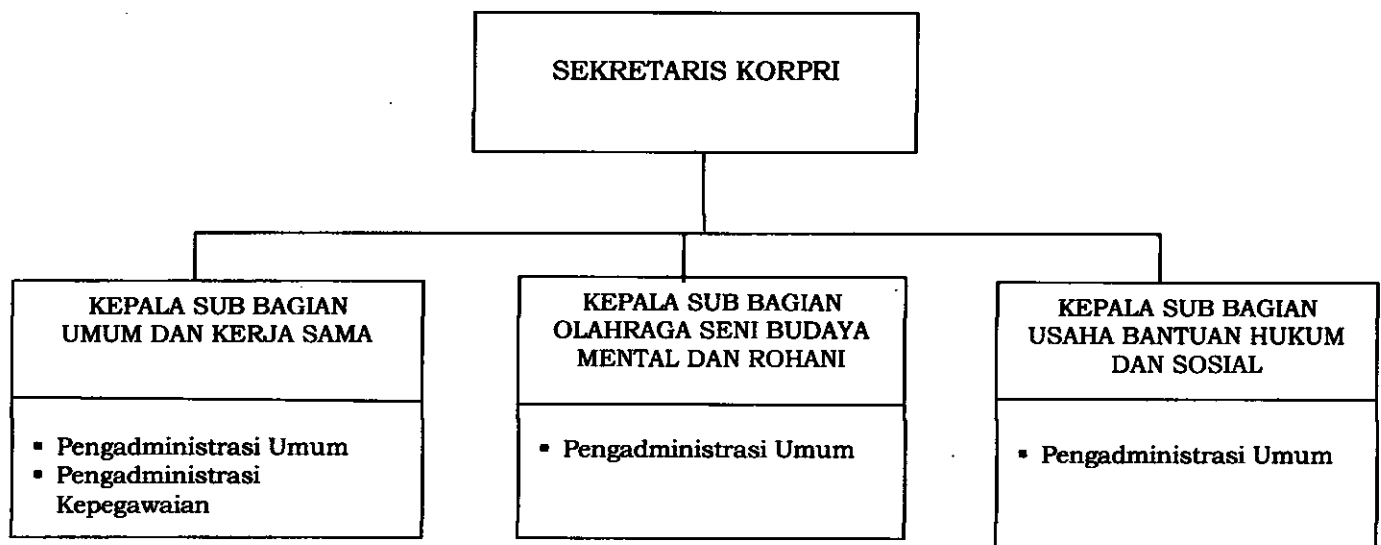 SEKRETARIS KORPRI
KEPALA SUB BAGIAN
UMUM DAN KERJA SAMA
▪ Pengadministrasi Umum
▪ Pengadministrasi
Kepegawaian
KEPALA SUB BAGIAN
OLAHRAGA SENI BUDAYA
MENTAL DAN ROHANI
▪ Pengadministrasi Umum
KEPALA SUB BAGIAN
USAHA BANTUAN HUKUM
DAN SOSIAL
▪ Pengadministrasi Umum